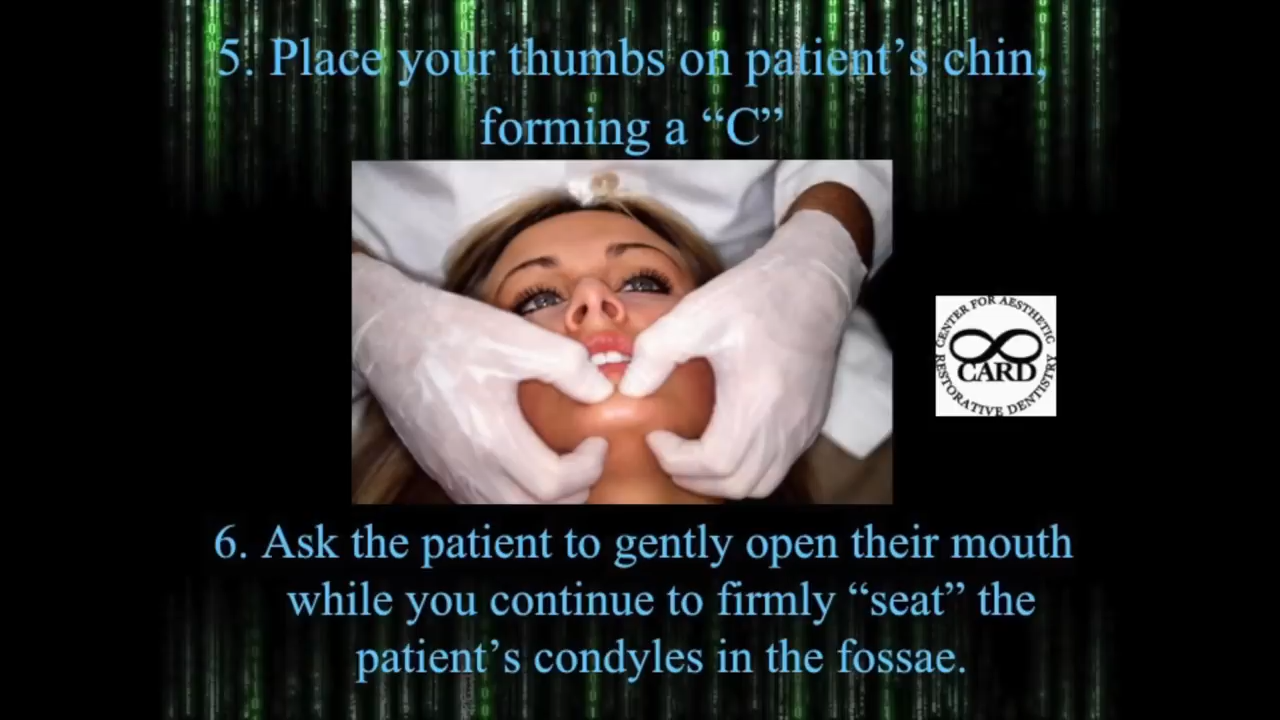 5. Place your thumbs on patient’s chin,
forming a “C”
CENTER FOR AESTHETIC
CARD
RESTORATIVE DENTISTRY
6. Ask the patient to gently open their mouth
while you continue to firmly “seat” the
patient’s condyles in the fossae.